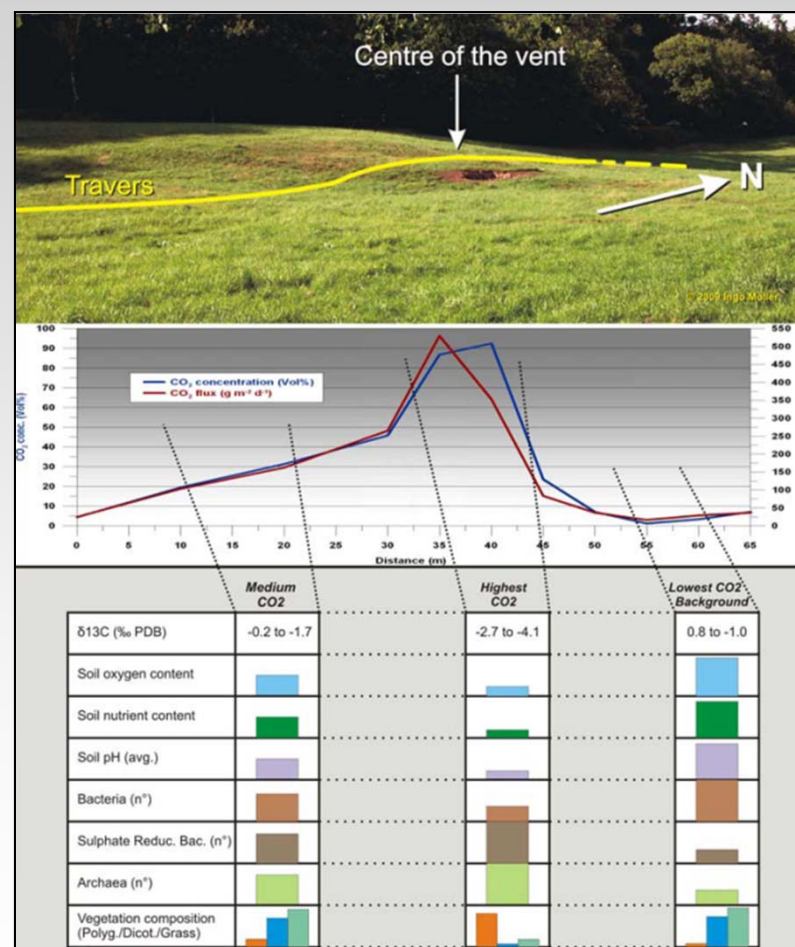 Centre of the vent
Travers
N
© 2009 Ingo Möller
100
90
80
70
60
50
40
30
20
10
0
CO₂ conc. (Vol%)
CO₂ concentration (Vol%)
CO₂ flux (g m⁻² d⁻¹)
550
500
450
400
350
300
250
200
150
100
50
0
0 5 10 15 20 25 30 35 40 45 50 55 60 65
Distance (m)
Medium CO2
Highest CO2
Lowest CO2 Background
δ13C (‰ PDB) -0.2 to -1.7 -2.7 to -4.1 0.8 to -1.0
Soil oxygen content
Soil nutrient content
Soil pH (avg.)
Bacteria (n°)
Sulphate Reduc. Bac. (n°)
Archaea (n°)
Vegetation composition
(Polyg./Dicot./Grass)